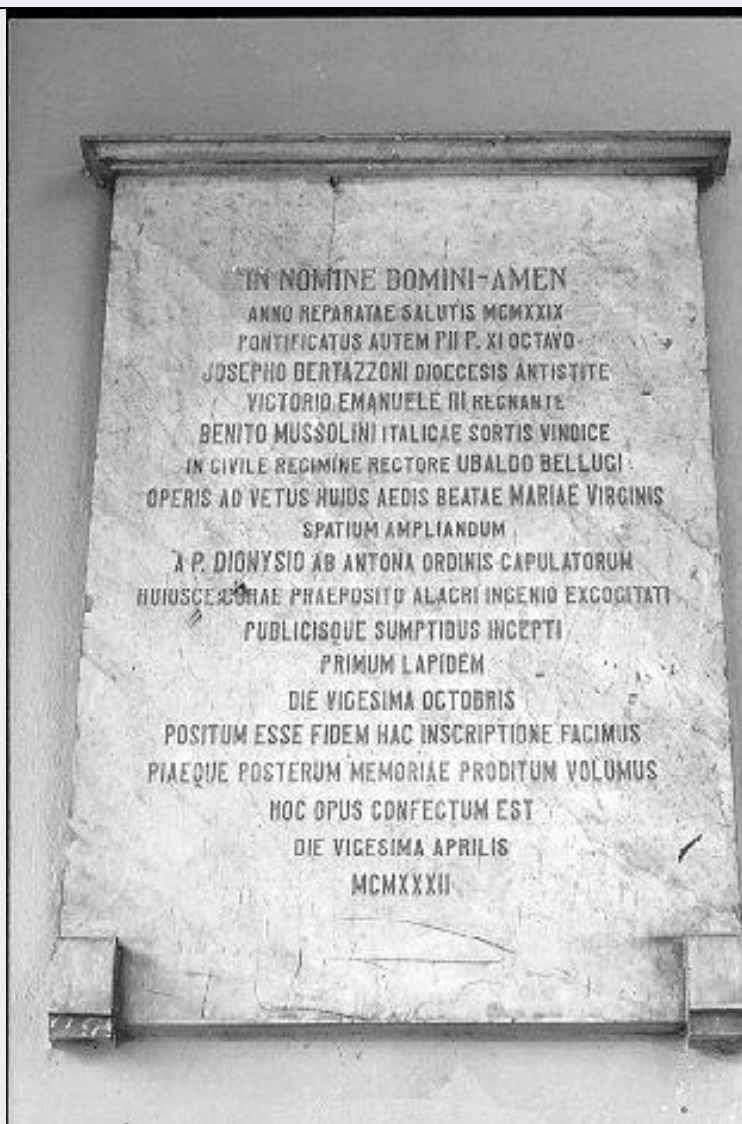 IN NOMINE DOMINI-AMEN
ANNO REPARATAE SALUTIS MCMXXIX
PONTIFICATUS AUTEM PII P. XI OCTAVO
JOSEPHO BERTAZZONI DIOECESIS ANTISTITE
VICTORIO EMANUELE III REGNANTE
BENITO MUSSOLINI ITALICAE SORTIS VINDICE
IN CIVILE REGIMINE RECTORE UBALDO BELLUGI
OPERIS AD VETUS HUIUS AEDIS BEATAE MARIAE VIRGINIS
SPATIUM AMPLIANDUM
A P. DIONYSIO AB ANTONA ORDINIS CAPULATORUM
HUIUSCE CURAE PRAEPOSITO ALACRI INGENIO EXCOGITATI
PUBLICISQUE SUMPTIBUS INCEPTI
PRIMUM LAPIDEM
DIE VIGESIMA OCTOBRIS
POSITUM ESSE FIDEM HAC INSCRIPTIONE FACIMUS
PIAEQUE POSTERUM MEMORIAE PRODITUM VOLUMUS
HOC OPUS CONFECTUM EST
DIE VIGESIMA APRILIS
MCMXXXII